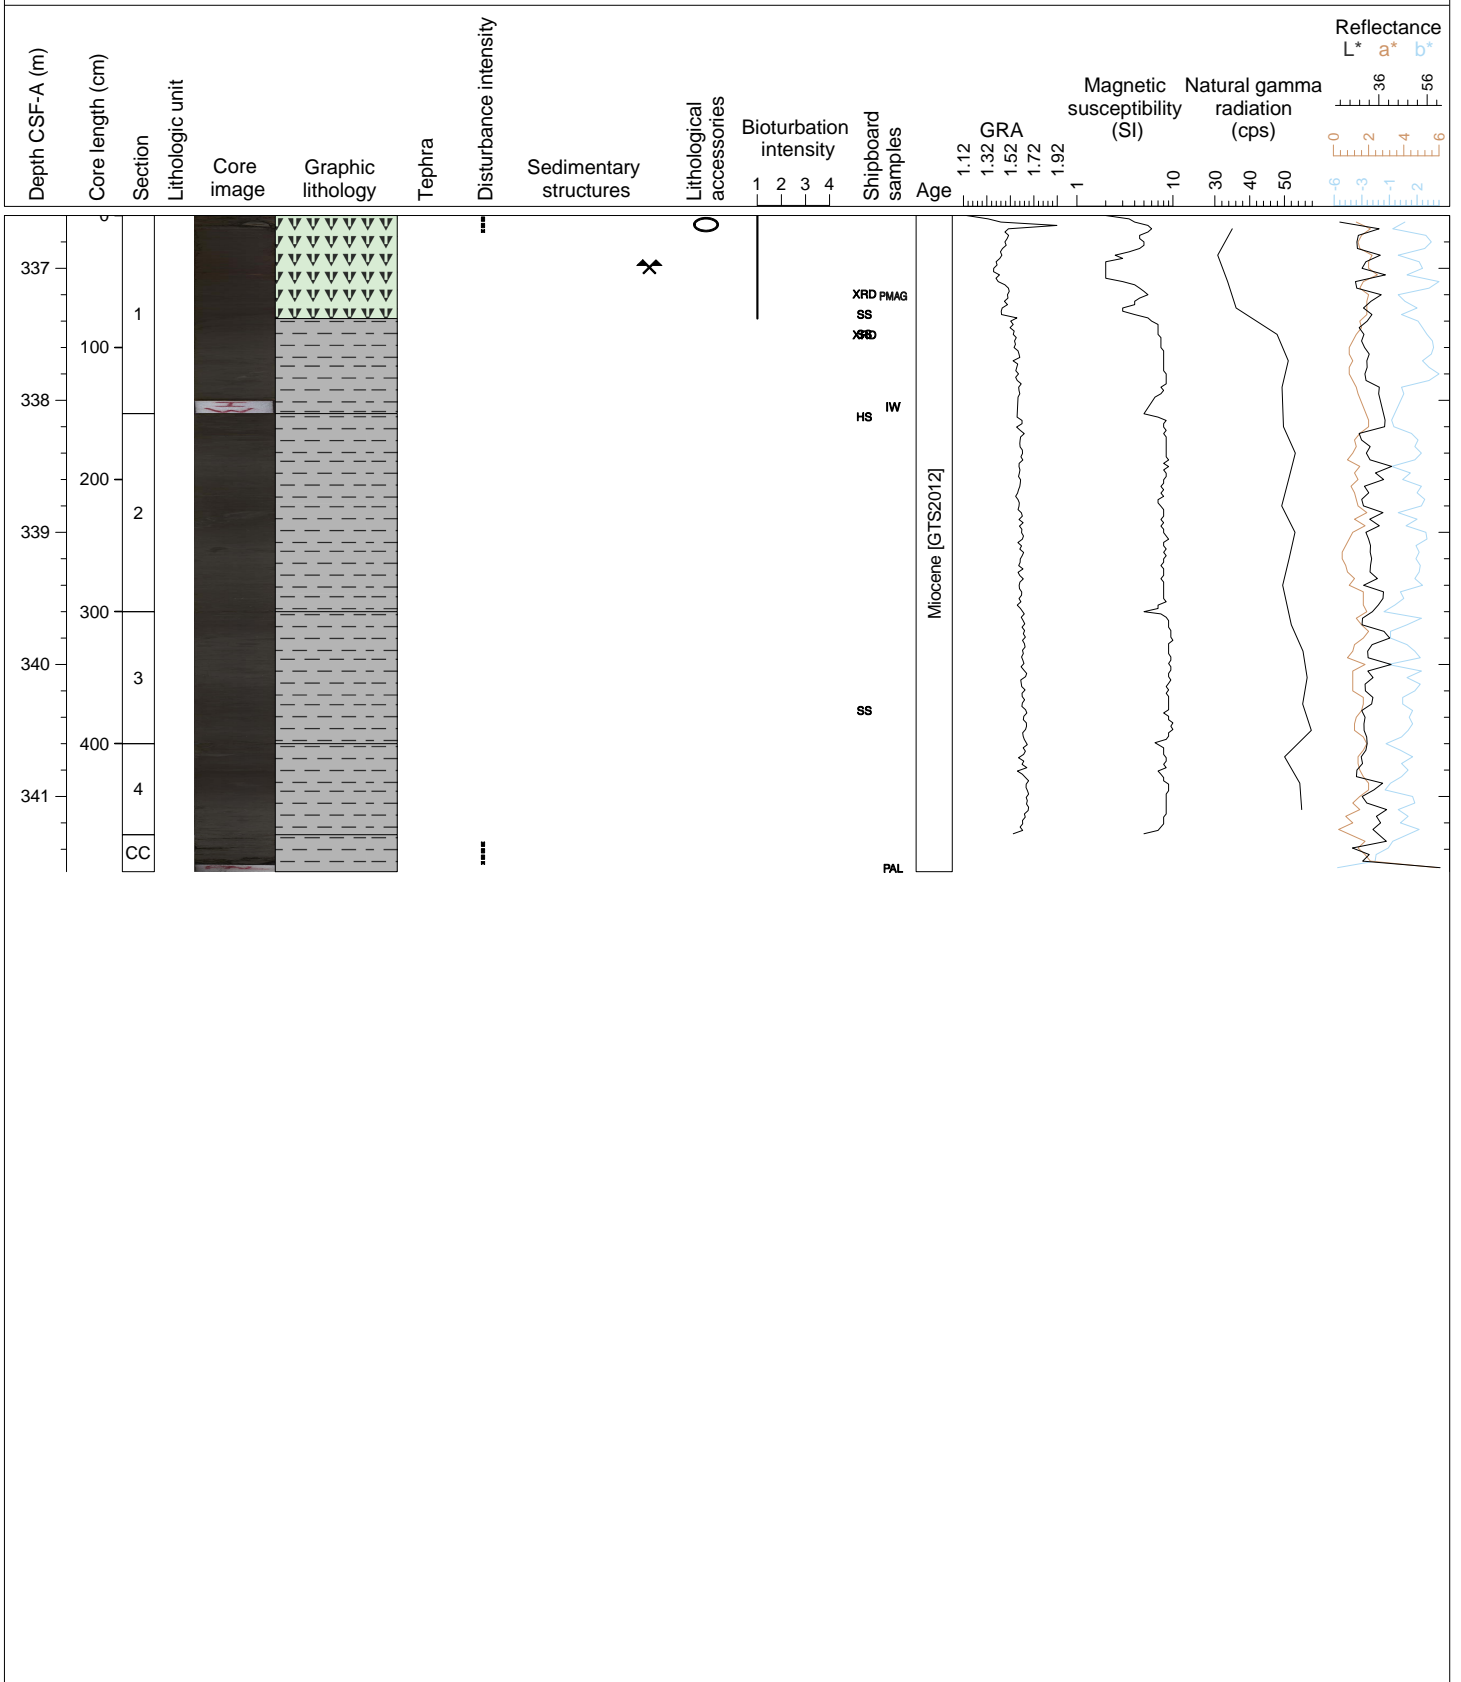 Depth CSF-A (m)
Core length (cm)
Section
Lithologic unit
Core
image
Graphic
lithology
Tephra
Disturbance intensity
Sedimentary
structures
Lithological
accessories
Bioturbation
intensity
1 2 3 4
Shipboard
samples
Age
GRA
1.12 1.32 1.52 1.72 1.92
Magnetic
susceptibility
(SI)
1 10
Natural gamma
radiation
(cps)
30 40 50
Reflectance
L* a* b*
36 56
0 2 4 6
-6 -3 -1 2
0
337
XRD PMAG
1
SS
100
338
IW
HS
200
2
339
Miocene [GTS2012]
300
340
3
SS
400
4
341
CC
PAL